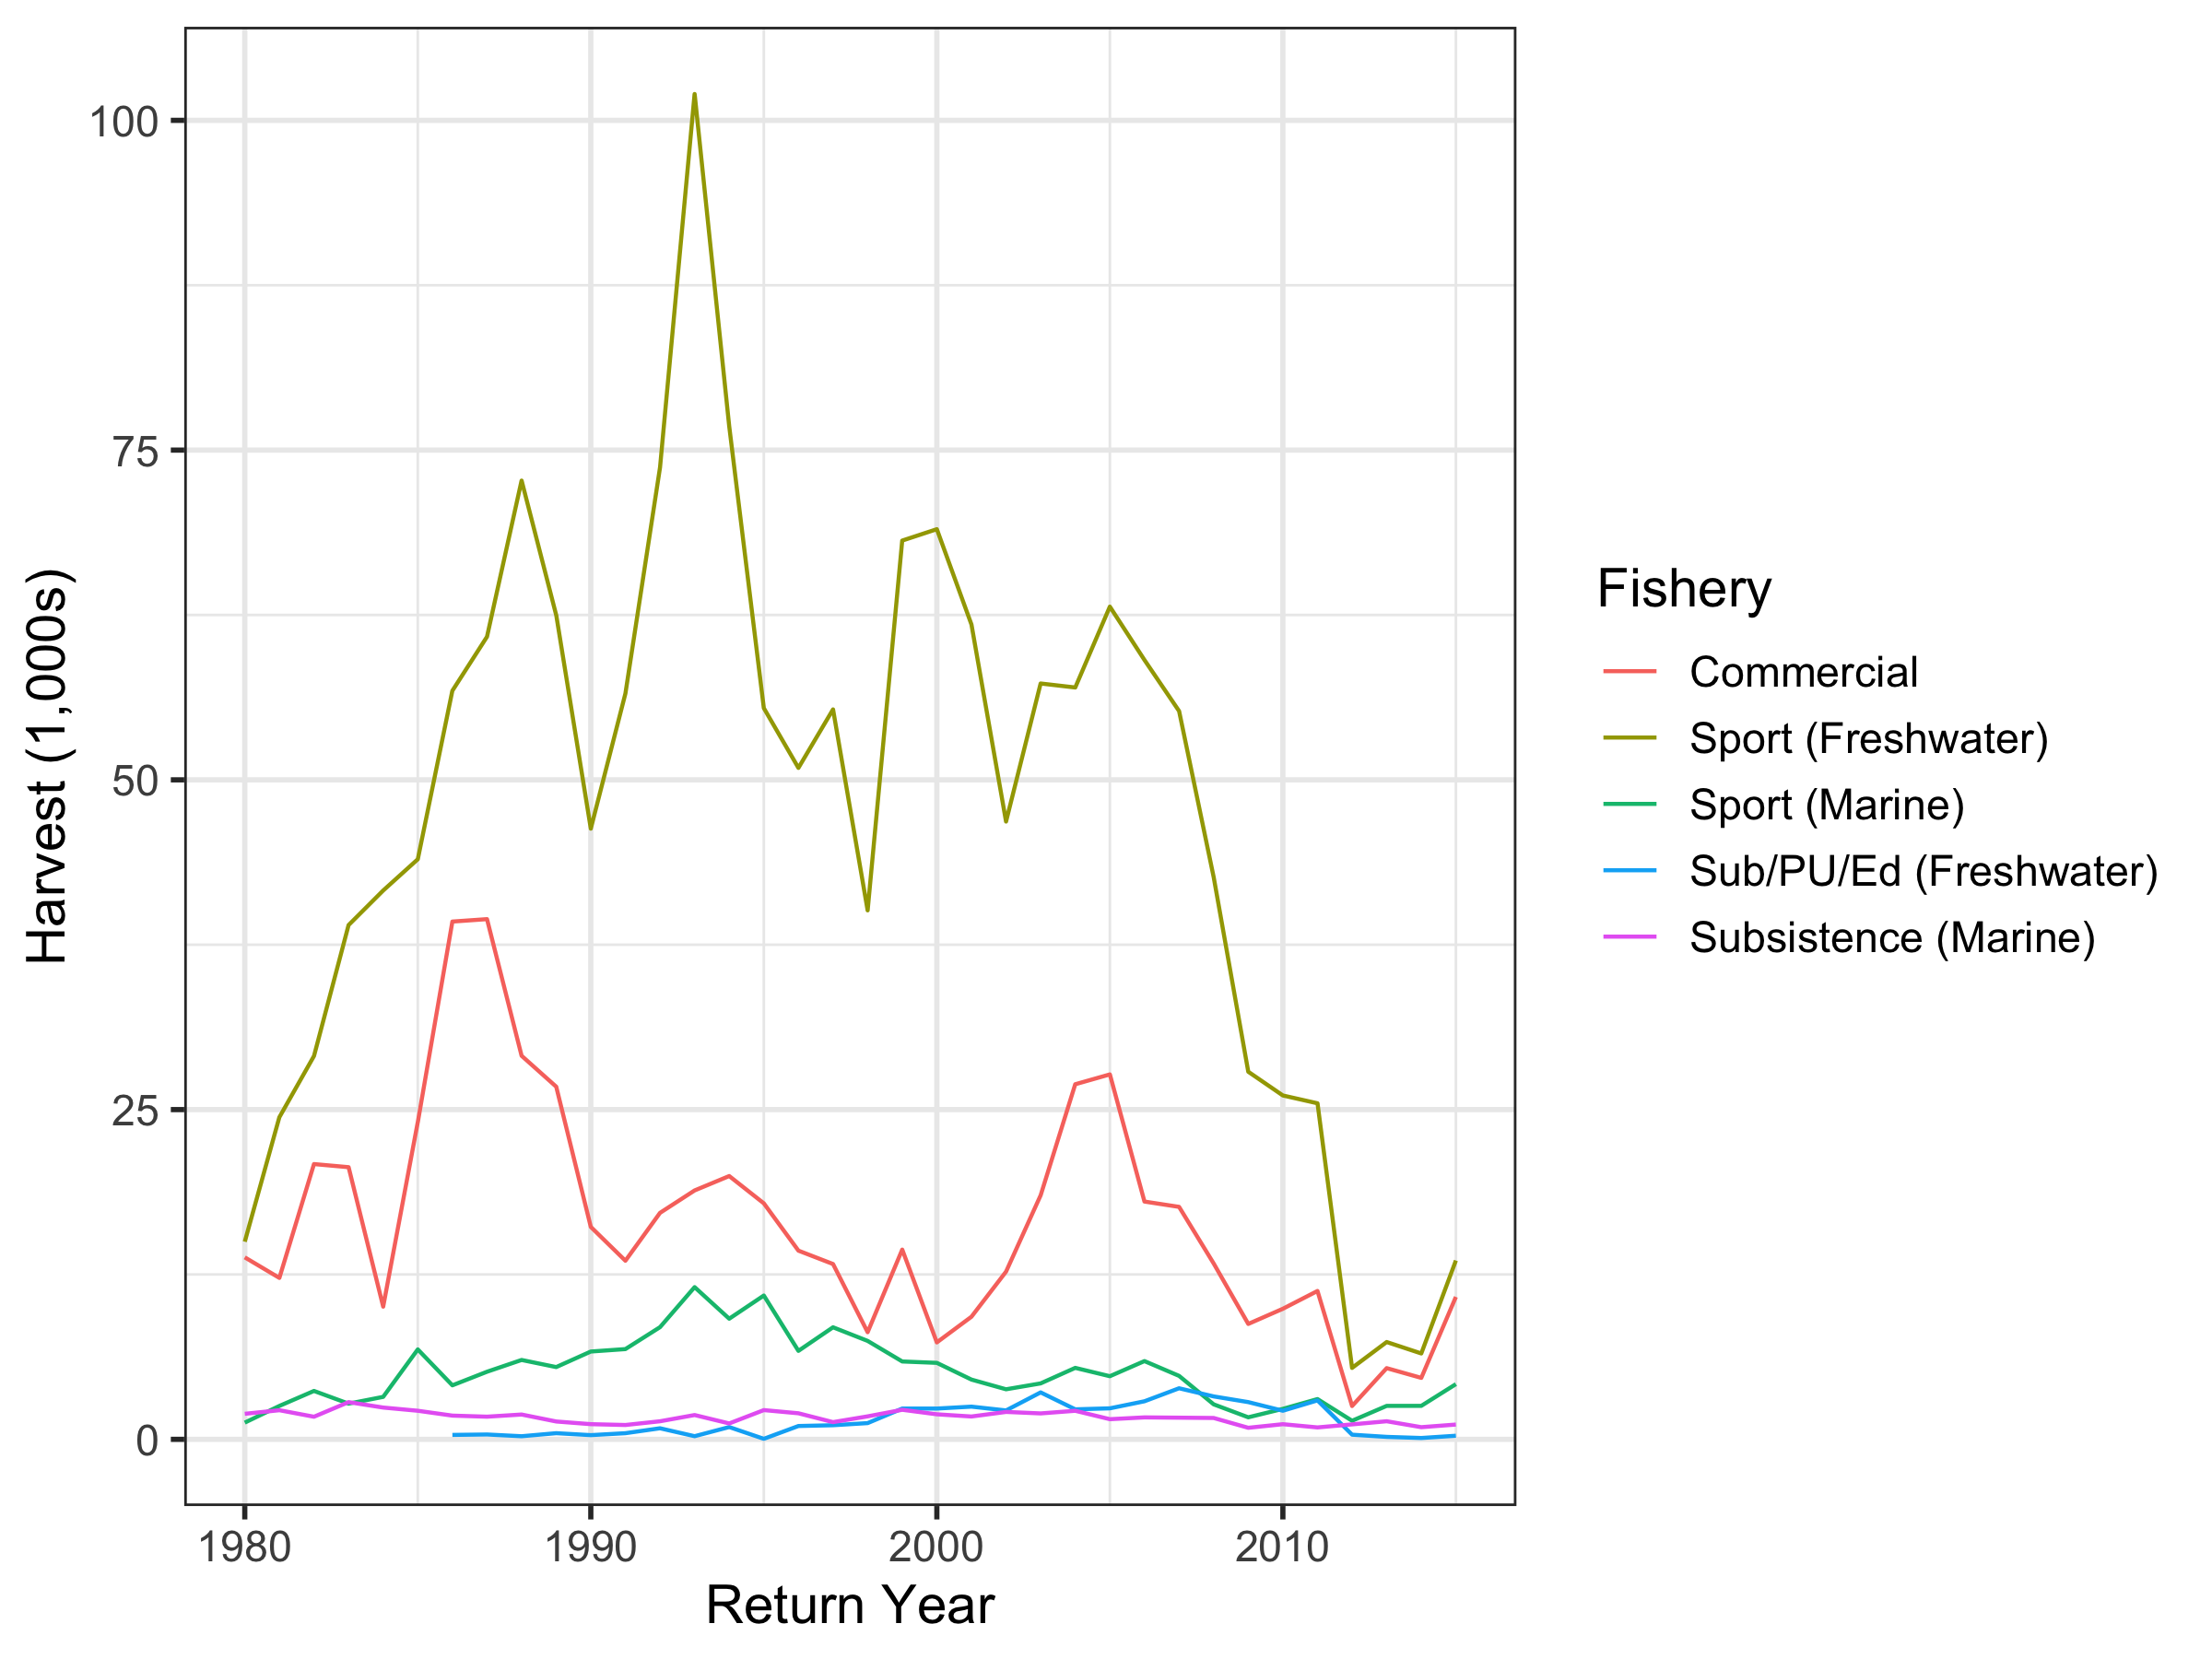 100
75
50
25
0
Harvest (1,000s)
1980 1990 2000 2010
Return Year
Fishery
Commercial
Sport (Freshwater)
Sport (Marine)
Sub/PU/Ed (Freshwater)
Subsistence (Marine)